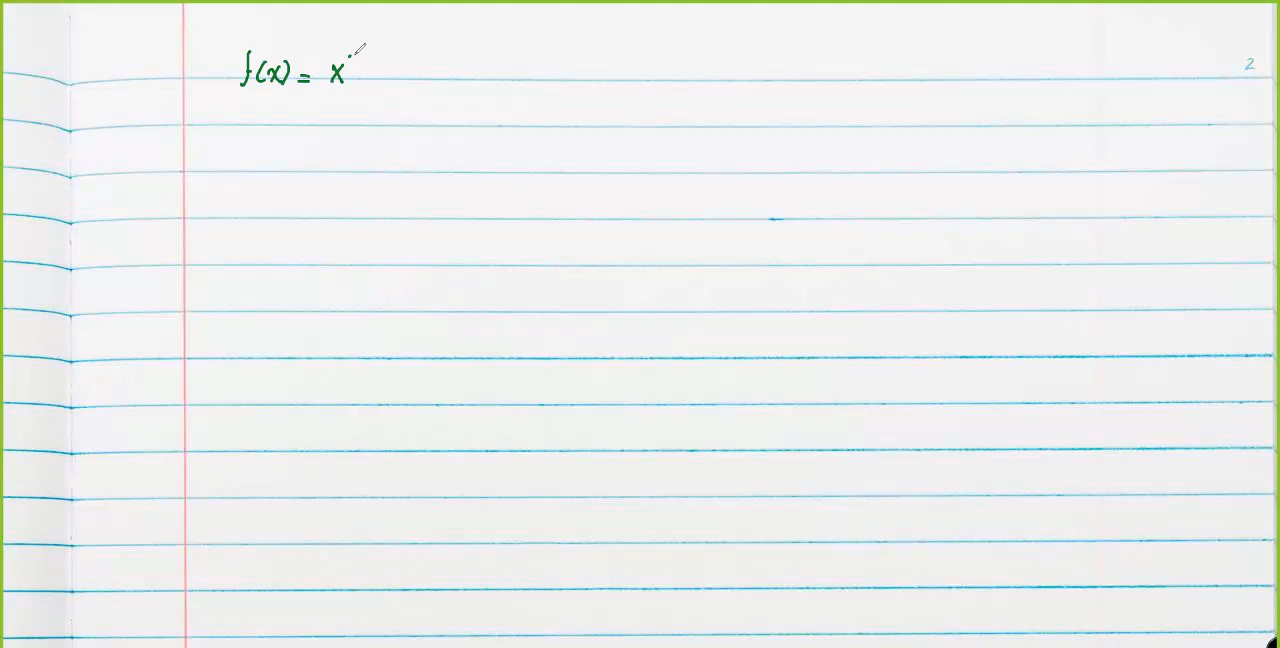 f(x) = x
2